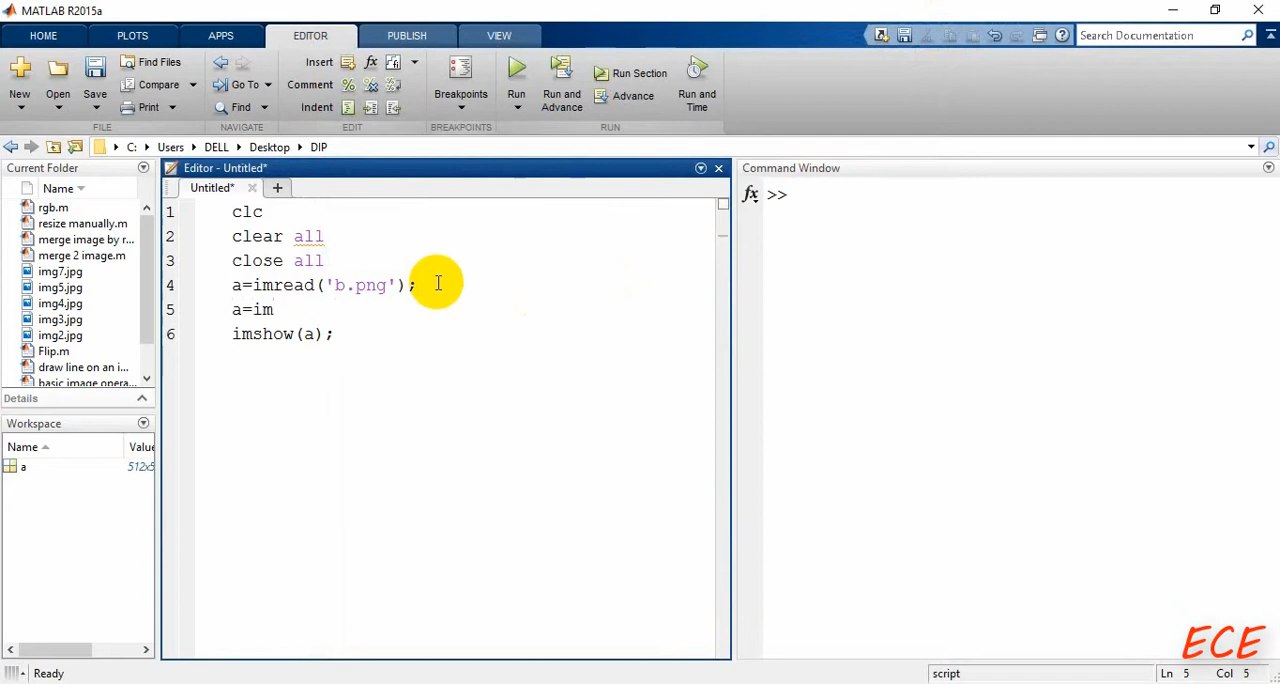 MATLAB R2015a
HOME PLOTS APPS EDITOR PUBLISH VIEW Search Documentation
New Open Save Find Files Compare Print
Go To Find
Insert fx
Comment
Indent
Breakpoints
Run Run and Advance Run Section Advance Run and Time
FILE NAVIGATE EDIT BREAKPOINTS RUN
C: Users DELL Desktop DIP
Current Folder
Name
rgb.m
resize manually.m
merge image by r...
merge 2 image.m
img7.jpg
img5.jpg
img4.jpg
img3.jpg
img2.jpg
Flip.m
draw line on an i...
basic image opera...
Details
Workspace
Name Value
a 512x5
Editor - Untitled*
Untitled*
1 clc
2 clear all
3 close all
4 a=imread('b.png');
5 a=im
6 imshow(a);
Command Window
fx >>
ECE
Ready script Ln 5 Col 5